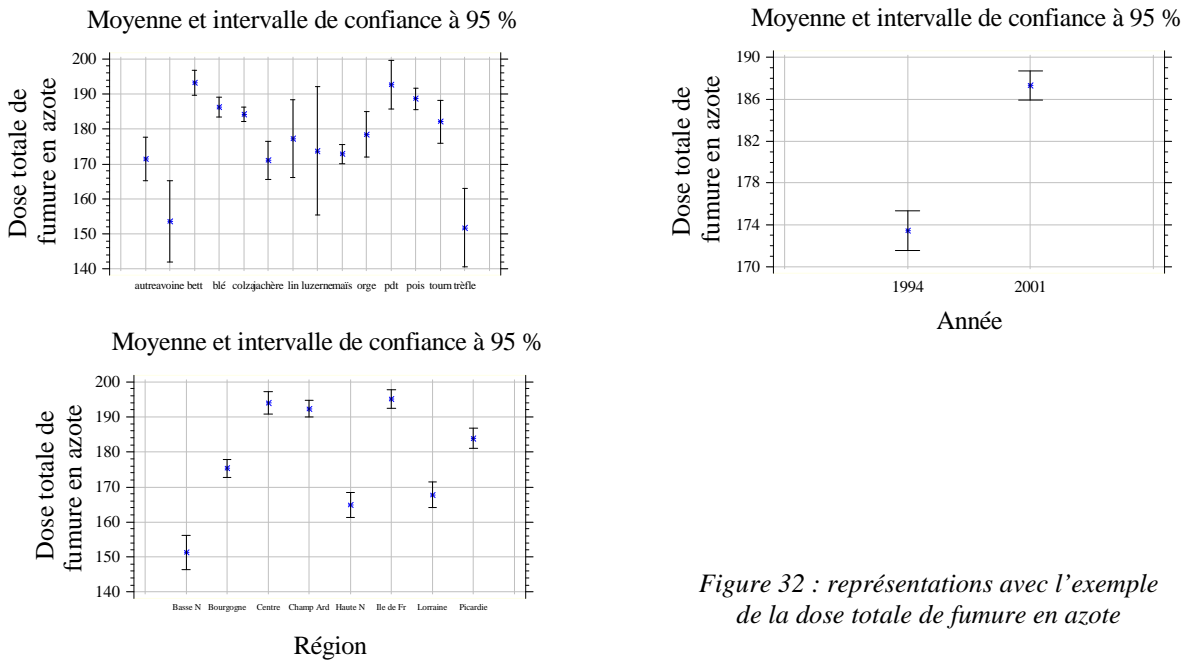 Moyenne et intervalle de confiance à 95 %
Dose totale de
fumure en azote
200
190
180
170
160
150
140
autre avoine bett blé colza jachère lin luzerne maïs orge pdt pois tourn trèfle
Moyenne et intervalle de confiance à 95 %
Dose totale de
fumure en azote
190
186
182
178
174
170
1994 2001
Année
Moyenne et intervalle de confiance à 95 %
Dose totale de
fumure en azote
200
190
180
170
160
150
140
Basse N Bourgogne Centre Champ Ard Haute N Ile de Fr Lorraine Picardie
Région
Figure 32 : représentations avec l'exemple
de la dose totale de fumure en azote